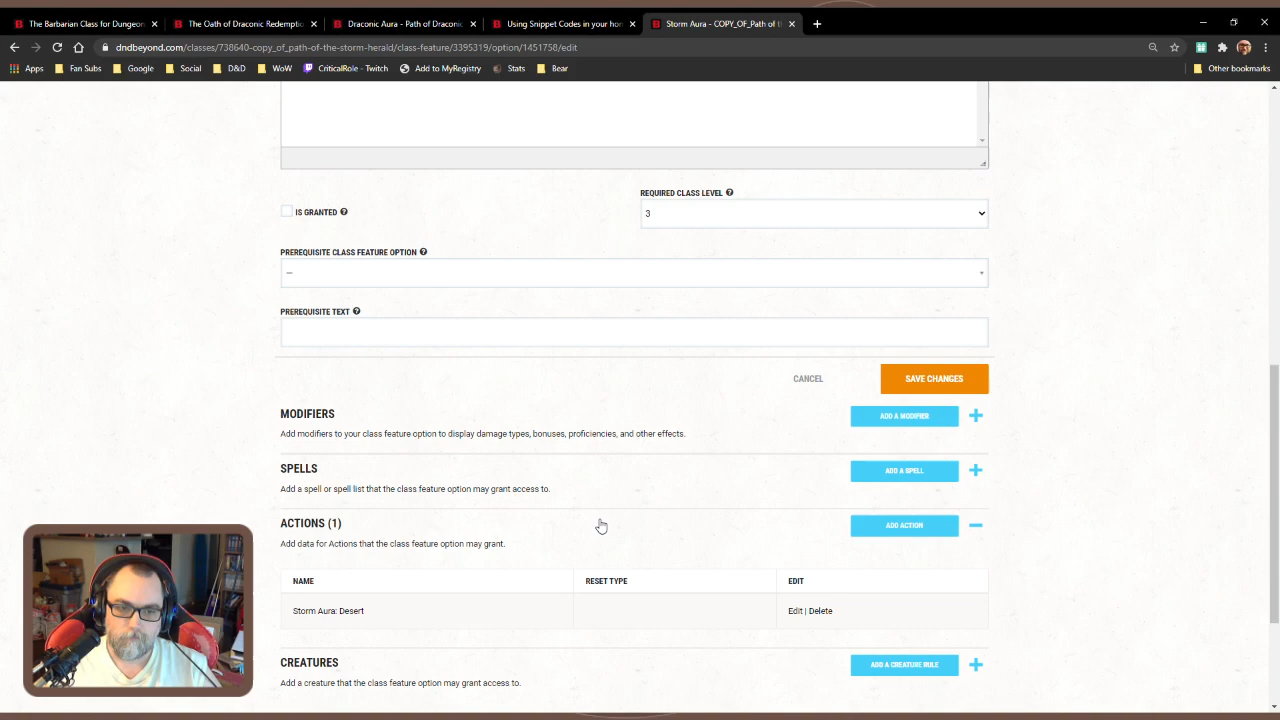 The Barbarian Class for Dungeon
The Oath of Draconic Redemption
Draconic Aura - Path of Draconic
Using Snippet Codes in your hom
Storm Aura - COPY_OF_Path of th
dndbeyond.com/classes/738640-copy_of_path-of-the-storm-herald/class-feature/3395319/option/1451758/edit
Apps
Fan Subs
Google
Social
D&D
WoW
CriticalRole - Twitch
Add to MyRegistry
Stats
Bear
Other bookmarks
IS GRANTED
REQUIRED CLASS LEVEL
3
PREREQUISITE CLASS FEATURE OPTION
--
PREREQUISITE TEXT
CANCEL
SAVE CHANGES
MODIFIERS
ADD A MODIFIER
Add modifiers to your class feature option to display damage types, bonuses, proficiencies, and other effects.
SPELLS
ADD A SPELL
Add a spell or spell list that the class feature option may grant access to.
ACTIONS (1)
ADD ACTION
Add data for Actions that the class feature option may grant.
NAME
RESET TYPE
EDIT
Storm Aura: Desert
Edit | Delete
CREATURES
ADD A CREATURE RULE
Add a creature that the class feature option may grant access to.